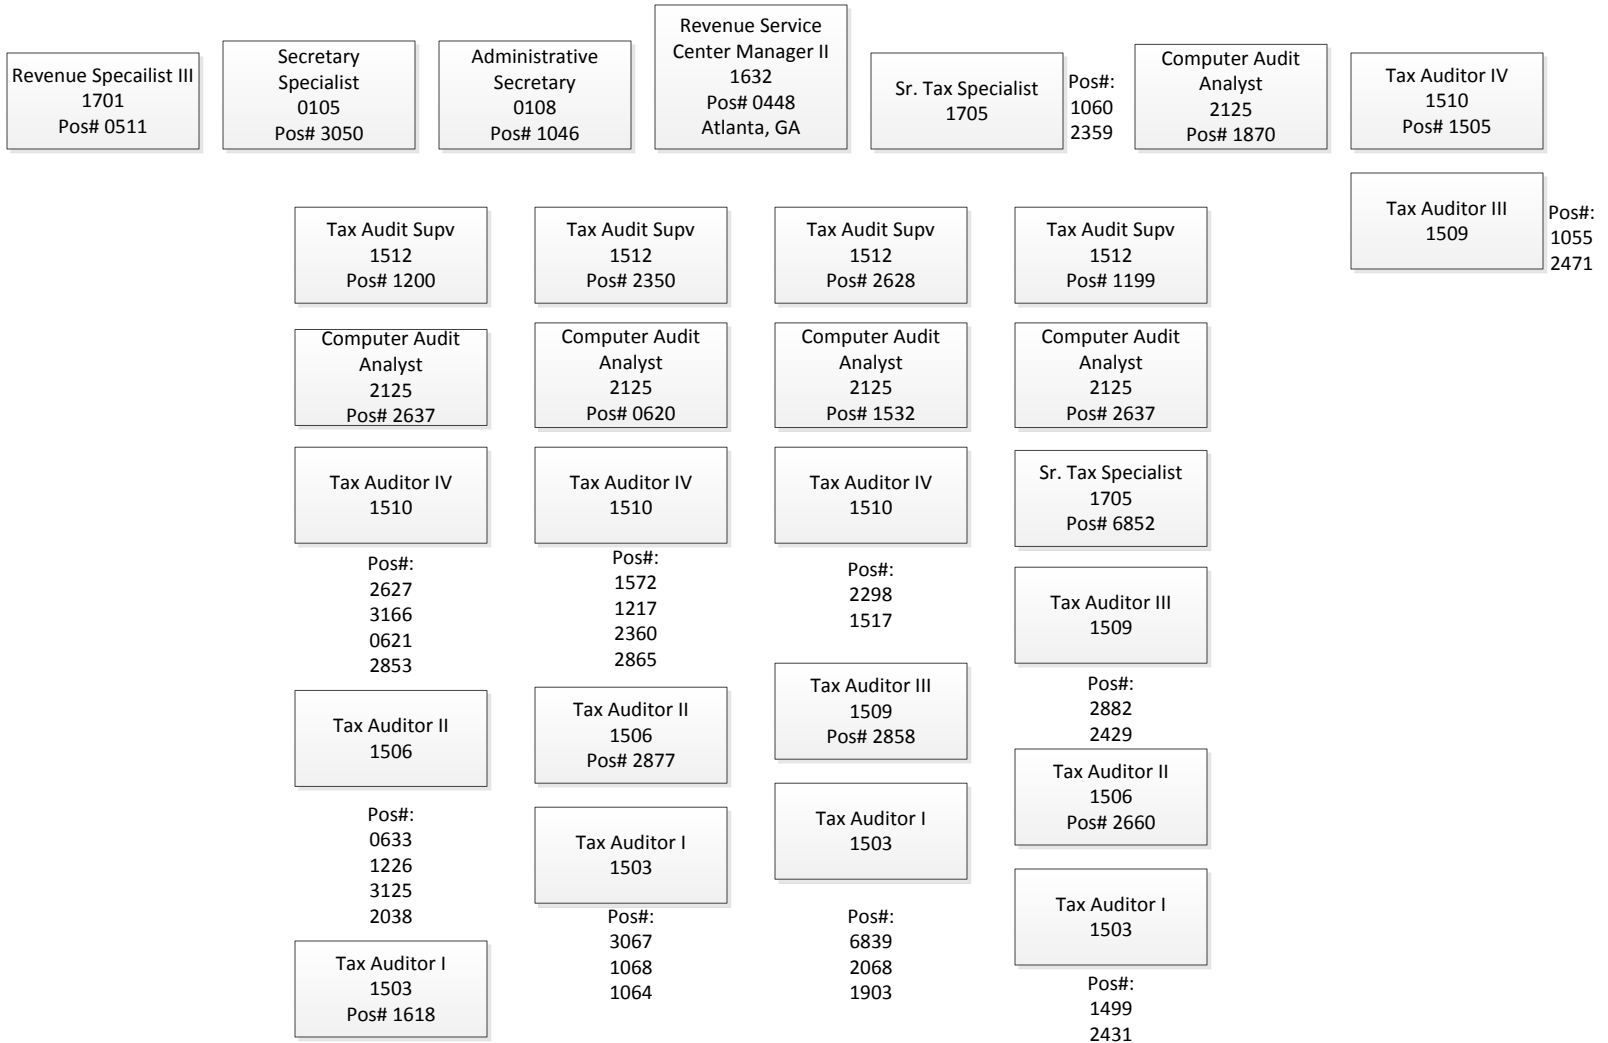 Revenue Specailist III
1701
Pos# 0511
Secretary
Specialist
0105
Pos# 3050
Administrative
Secretary
0108
Pos# 1046
Revenue Service
Center Manager II
1632
Pos# 0448
Atlanta, GA
Sr. Tax Specialist
1705
Pos#:
1060
2359
Computer Audit
Analyst
2125
Pos# 1870
Tax Auditor IV
1510
Pos# 1505
Tax Auditor III
1509
Pos#:
1055
2471
Tax Audit Supv
1512
Pos# 1200
Computer Audit
Analyst
2125
Pos# 2637
Tax Auditor IV
1510
Pos#:
2627
3166
0621
2853
Tax Auditor II
1506
Pos#:
0633
1226
3125
2038
Tax Auditor I
1503
Pos# 1618
Tax Audit Supv
1512
Pos# 2350
Computer Audit
Analyst
2125
Pos# 0620
Tax Auditor IV
1510
Pos#:
1572
1217
2360
2865
Tax Auditor II
1506
Pos# 2877
Tax Auditor I
1503
Pos#:
3067
1068
1064
Tax Audit Supv
1512
Pos# 2628
Computer Audit
Analyst
2125
Pos# 1532
Tax Auditor IV
1510
Pos#:
2298
1517
Tax Auditor III
1509
Pos# 2858
Tax Auditor I
1503
Pos#:
6839
2068
1903
Tax Audit Supv
1512
Pos# 1199
Computer Audit
Analyst
2125
Pos# 2637
Sr. Tax Specialist
1705
Pos# 6852
Tax Auditor III
1509
Pos#:
2882
2429
Tax Auditor II
1506
Pos# 2660
Tax Auditor I
1503
Pos#:
1499
2431